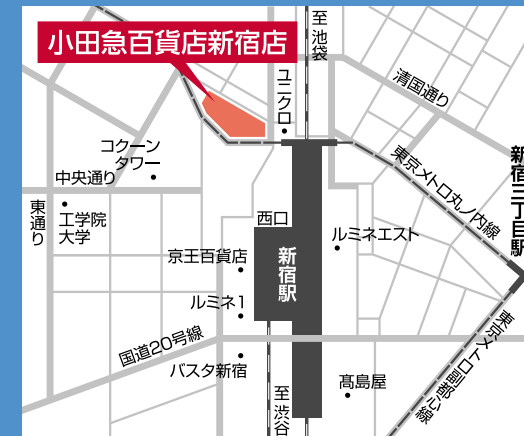 小田急百貨店新宿店
至池袋
ユニクロ
清国通り
コクーン
タワー
中央通り
東通り
工学院
大学
東京メトロ丸ノ内線
新宿三丁目駅
西口
ルミネエスト
京王百貨店
新宿駅
ルミネ1
国道20号線
バスタ新宿
髙島屋
至渋谷
東京メトロ副都心線